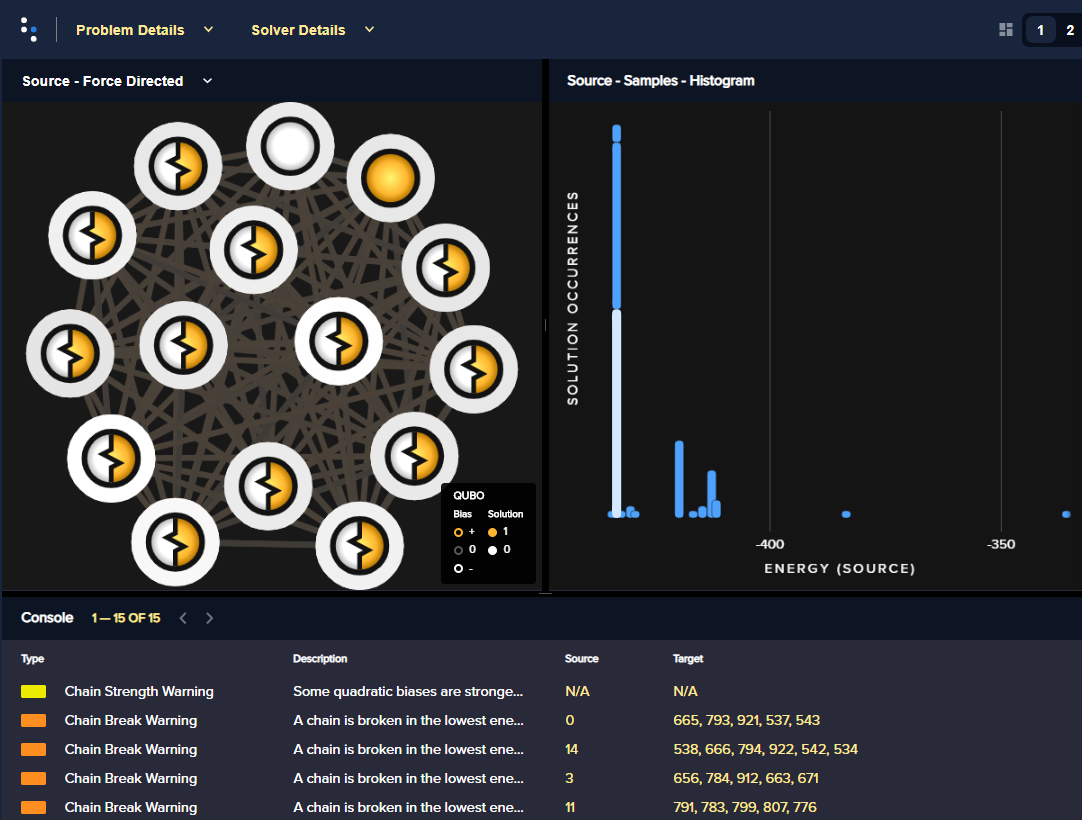 Problem Details Solver Details 1 2
Source - Force Directed
Source - Samples - Histogram
SOLUTION OCCURRENCES
-400 -350
ENERGY (SOURCE)
QUBO
Bias Solution
+ 1
0 0
-
Console 1 — 15 OF 15
Type Description Source Target
Chain Strength Warning Some quadratic biases are stronge... N/A N/A
Chain Break Warning A chain is broken in the lowest ene... 0 665, 793, 921, 537, 543
Chain Break Warning A chain is broken in the lowest ene... 14 538, 666, 794, 922, 542, 534
Chain Break Warning A chain is broken in the lowest ene... 3 656, 784, 912, 663, 671
Chain Break Warning A chain is broken in the lowest ene... 11 791, 783, 799, 807, 776